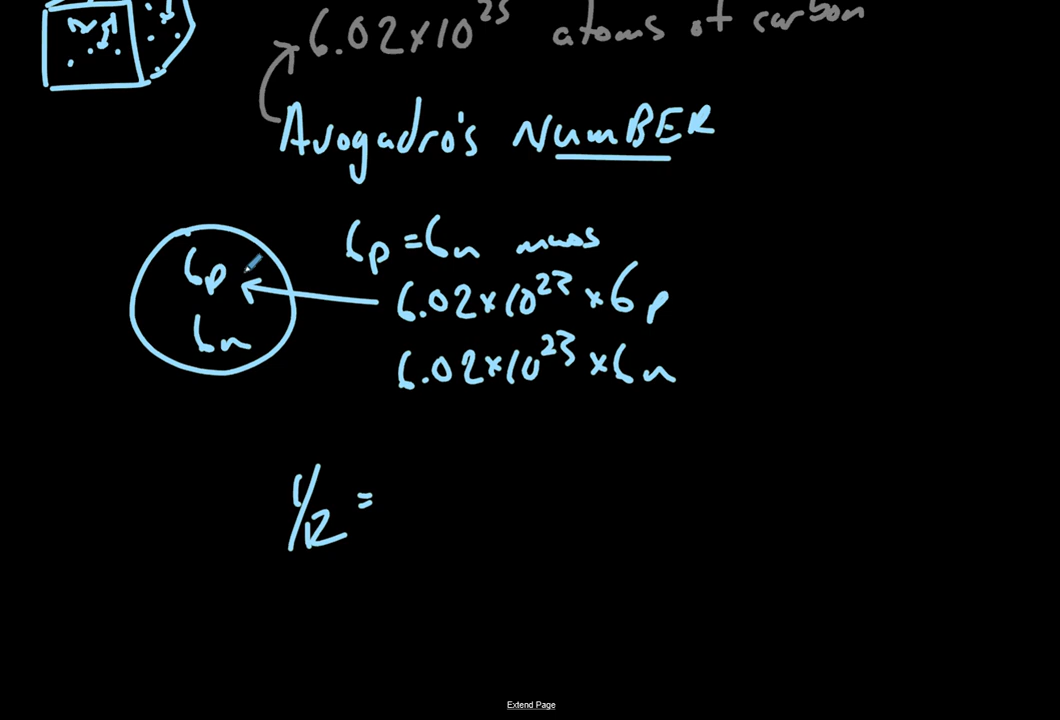 6.02×10²³ atoms of carbon
Avogadro's NumBER
6p = 6n mass
6p
6.02×10²³ × 6p
6n
6.02×10²³ × 6n
1/12 =
Extend Page